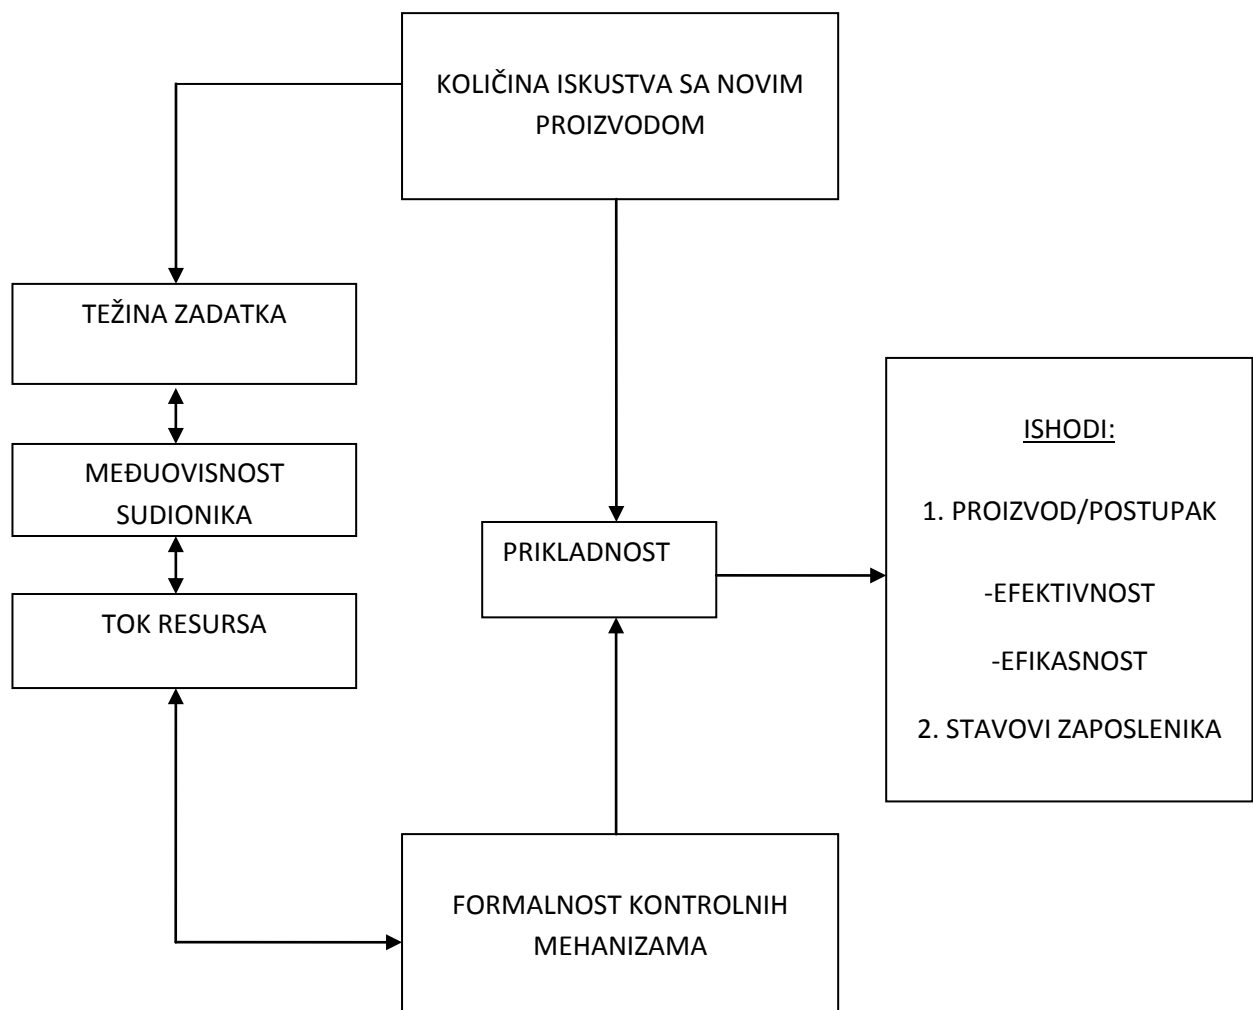 KOLIČINA ISKUSTVA SA NOVIM
PROIZVODOM
TEŽINA ZADATKA
MEĐUOVISNOST
SUDIONIKA
TOK RESURSA
PRIKLADNOST
ISHODI:
1. PROIZVOD/POSTUPAK
-EFEKTIVNOST
-EFIKASNOST
2. STAVOVI ZAPOSLENIKA
FORMALNOST KONTROLNIH
MEHANIZAMA